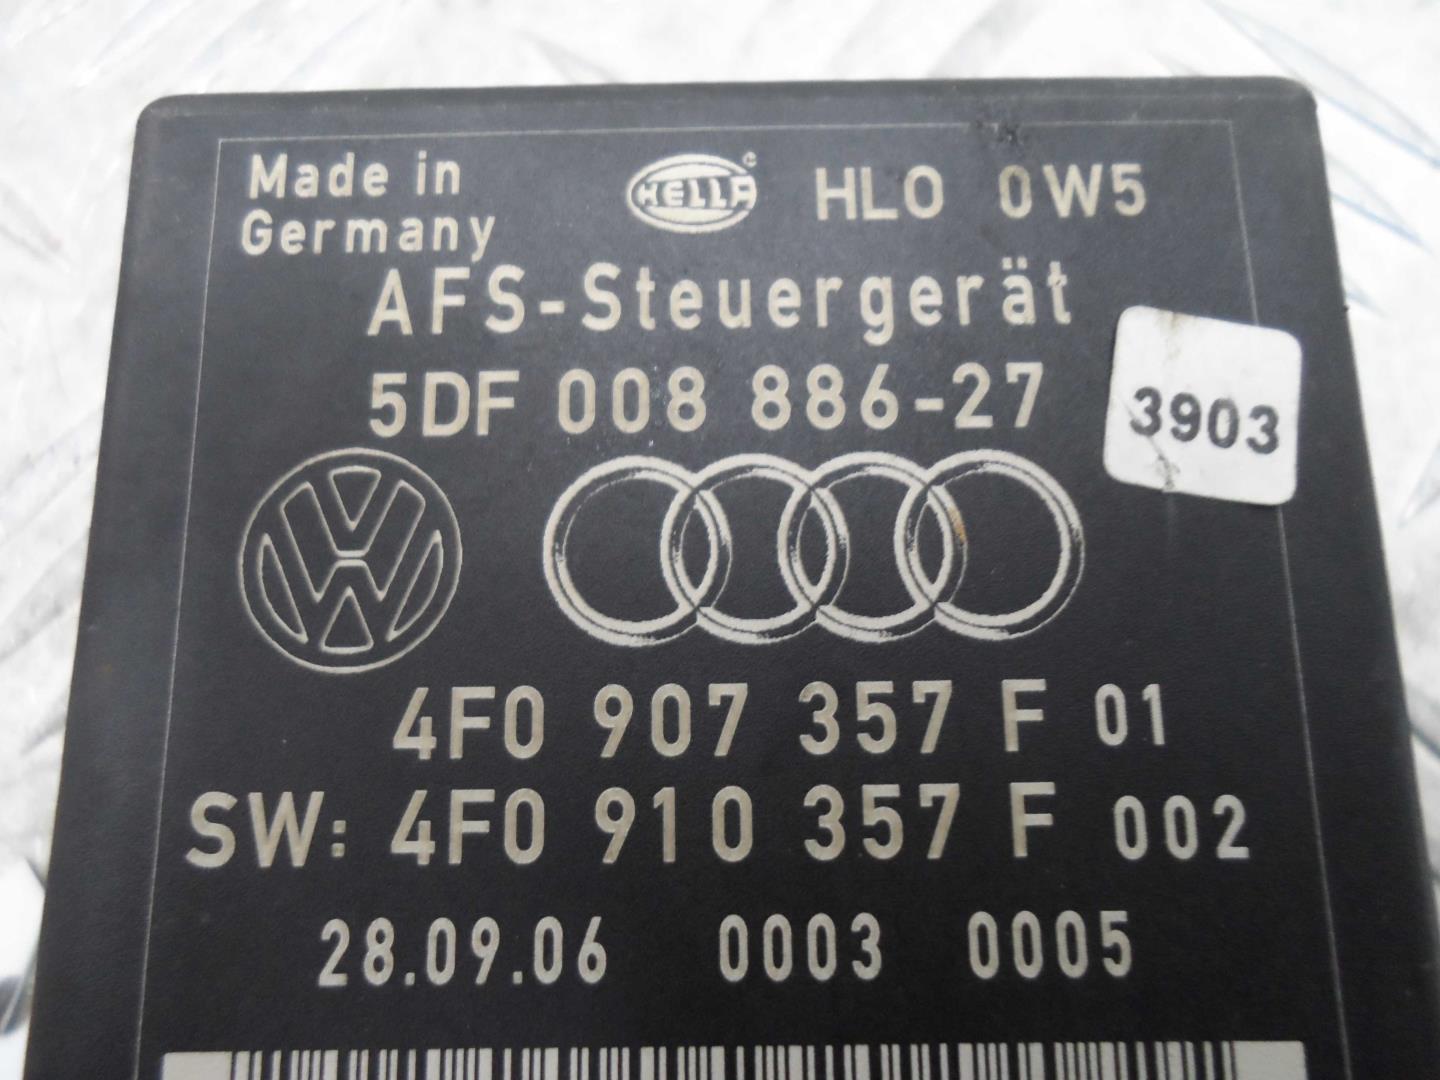 Made in
Germany
HELLA
HLO 0W5
AFS-Steuergerät
5DF 008 886-27
3903
4F0 907 357 F 01
SW: 4F0 910 357 F 002
28.09.06 0003 0005